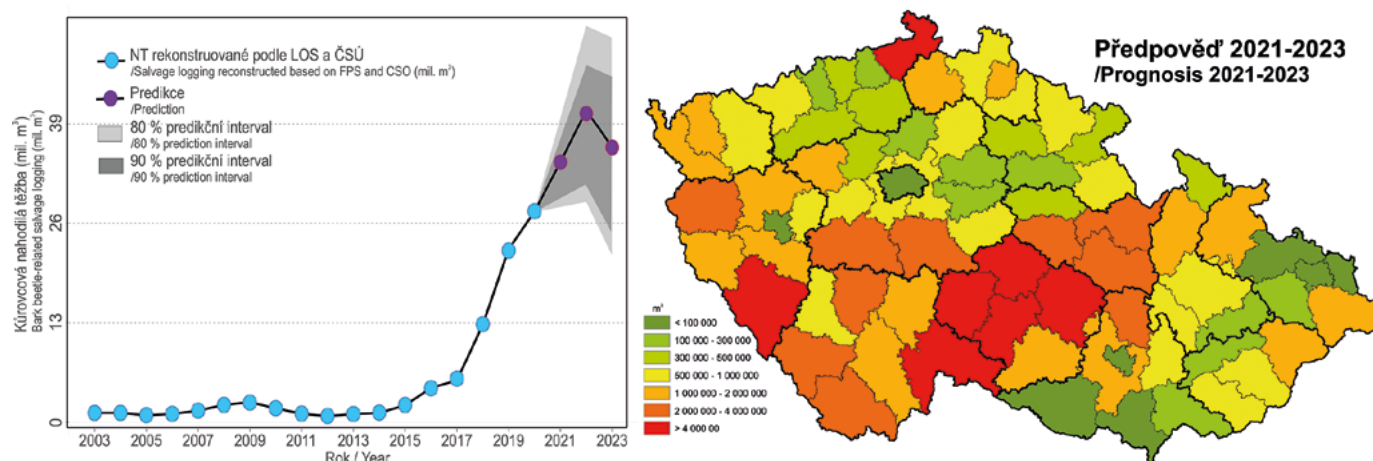 NT rekonstruované podle LOS a ČSÚ
/Salvage logging reconstructed based on FPS and CSO (mil. m³)
Predikce
/Prediction
80 % predikční interval
/80 % prediction interval
90 % predikční interval
/90 % prediction interval
Kůrovcová nahodilá těžba (mil. m³)
Bark beetle-related salvage logging (mil. m³)
39
26
13
0
2003 2005 2007 2009 2011 2013 2015 2017 2019 2021 2023
Rok / Year
Předpověď 2021-2023
/Prognosis 2021-2023
m³
< 100 000
100 000 - 300 000
300 000 - 500 000
500 000 - 1 000 000
1 000 000 - 2 000 000
2 000 000 - 4 000 000
> 4 000 00